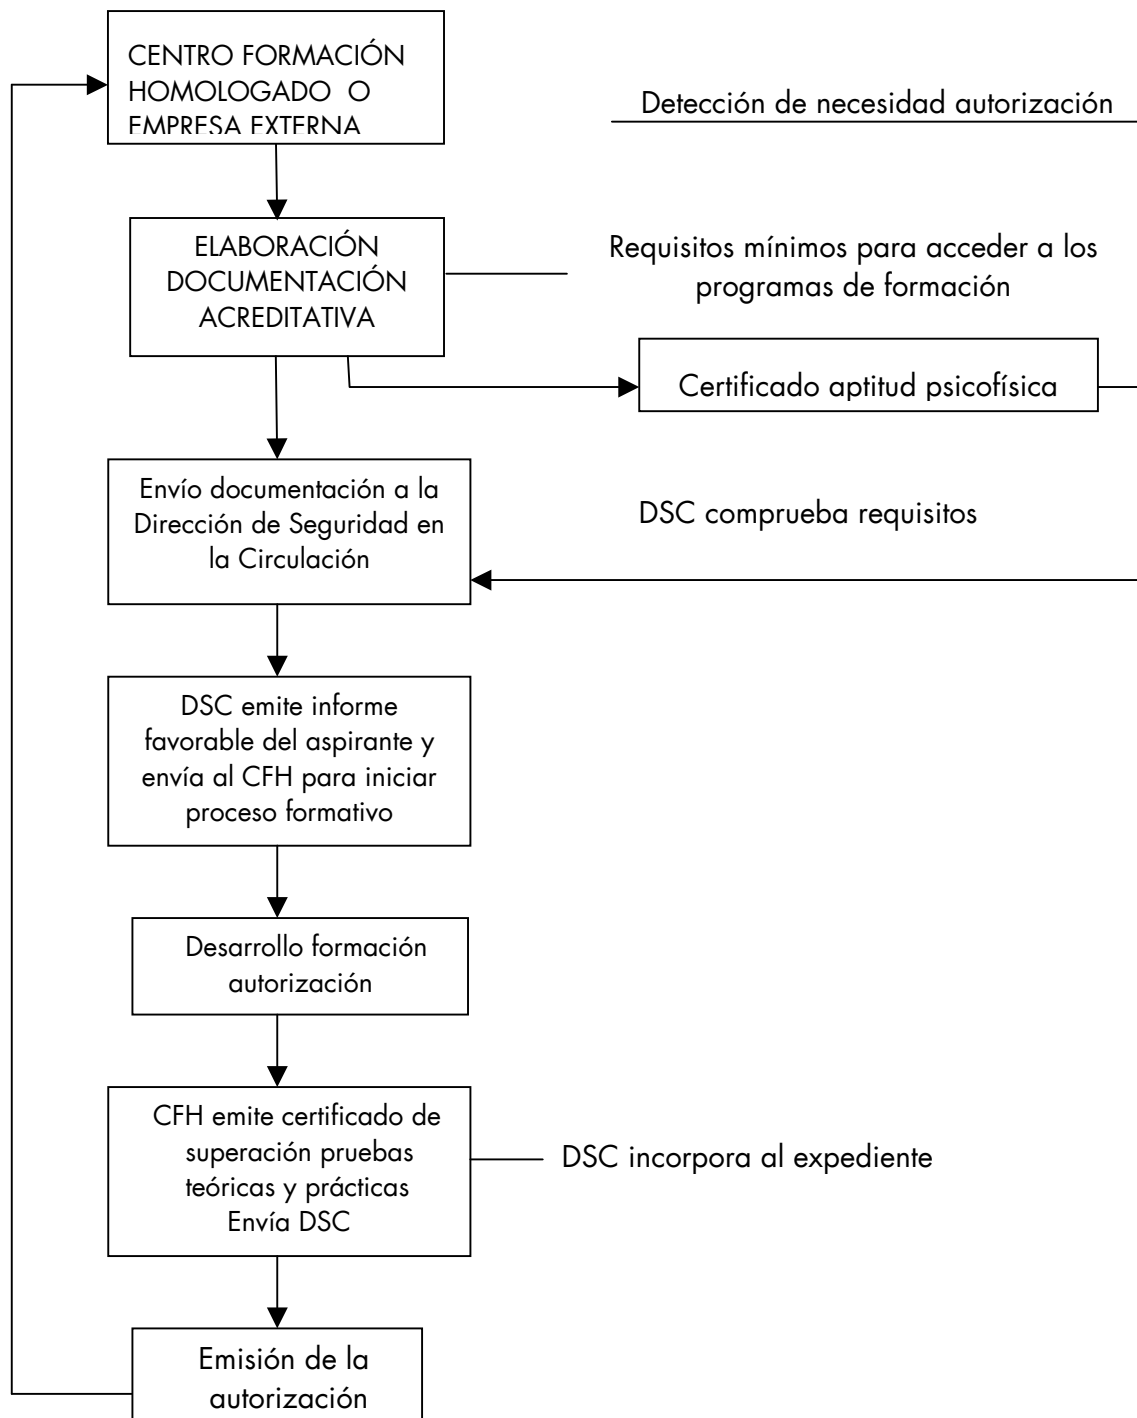 CENTRO FORMACIÓN
HOMOLOGADO O
EMPRESA EXTERNA
Detección de necesidad autorización
ELABORACIÓN
DOCUMENTACIÓN
ACREDITATIVA
Requisitos mínimos para acceder a los
programas de formación
Certificado aptitud psicofísica
Envío documentación a la
Dirección de Seguridad en
la Circulación
DSC comprueba requisitos
DSC emite informe
favorable del aspirante y
envía al CFH para iniciar
proceso formativo
Desarrollo formación
autorización
CFH emite certificado de
superación pruebas
teóricas y prácticas
Envía DSC
DSC incorpora al expediente
Emisión de la
autorización